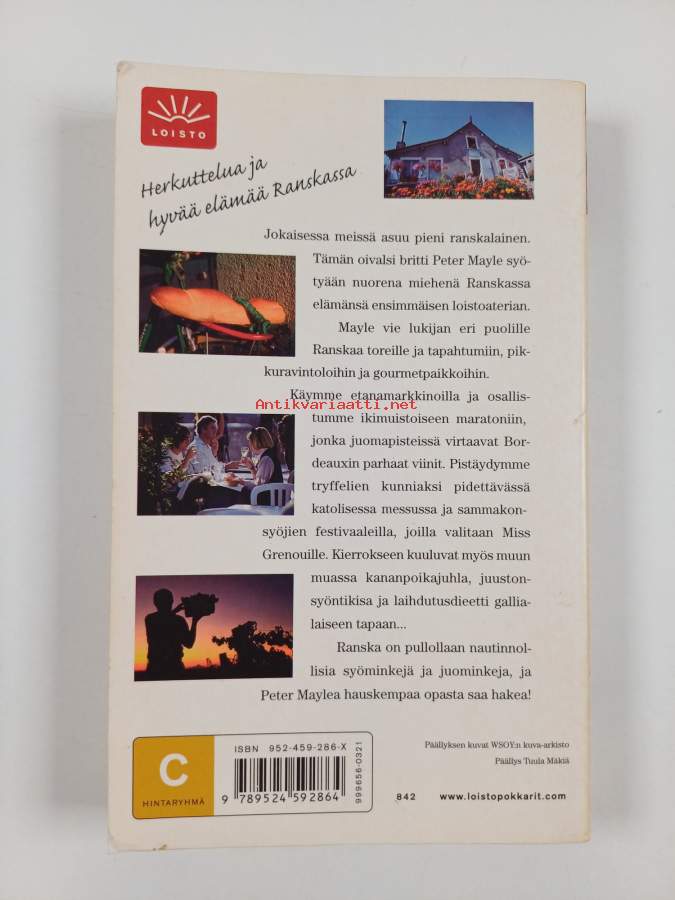 LOISTO
Herkuttelua ja
hyvää elämää Ranskassa
Jokaisessa meissä asuu pieni ranskalainen.
Tämän oivalsi britti Peter Mayle syö-
tyään nuorena miehenä Ranskassa
elämänsä ensimmäisen loistoaterian.
Mayle vie lukijan eri puolille
Ranskaa toreille ja tapahtumiin, pik-
kuravintoloihin ja gourmetpaikkoihin.
Käymme etanamarkkinoilla ja osallis-
Antikvariaatti.net
tumme ikimuistoiseen maratoniin,
jonka juomapisteissä virtaavat Bor-
deauxin parhaat viinit. Pistäydymme
tryffelien kunniaksi pidettävässä
katolisessa messussa ja sammakon-
syöjien festivaaleilla, joilla valitaan Miss
Grenouille. Kierrokseen kuuluvat myös muun
muassa kananpoikajuhla, juuston-
syöntikisa ja laihdutusdieetti gallia-
laiseen tapaan...
Ranska on pullollaan nautinnol-
lisia syöminkejä ja juominkeja, ja
Peter Maylea hauskempaa opasta saa hakea!
C
HINTARYHMÄ
ISBN 952-459-286-X
9 789524 592864
999656-0321
Päällyksen kuvat WSOY:n kuva-arkisto
Päällys Tuula Mäkiä
842 www.loistopokkarit.com